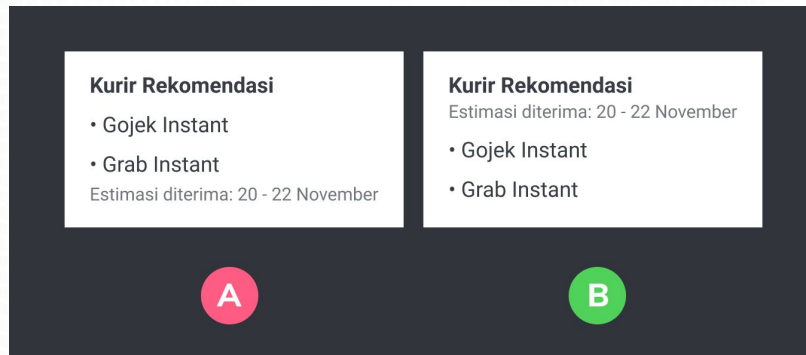 Kurir Rekomendasi
• Gojek Instant
• Grab Instant
Estimasi diterima: 20 - 22 November
A
Kurir Rekomendasi
Estimasi diterima: 20 - 22 November
• Gojek Instant
• Grab Instant
B